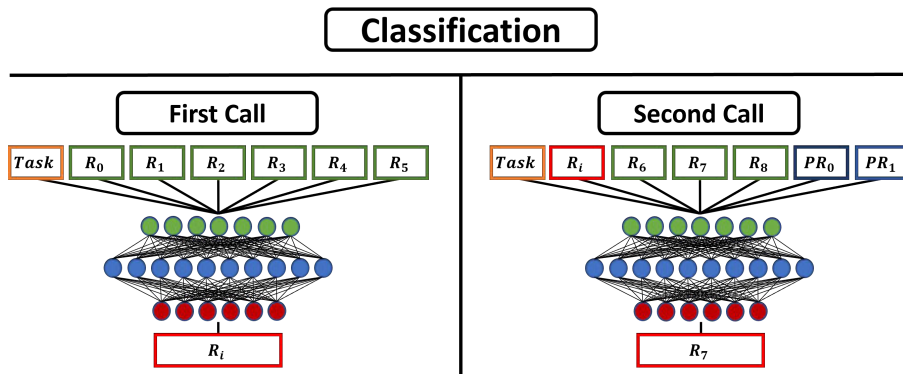 Classification
First Call
Task R₀ R₁ R₂ R₃ R₄ R₅
Rᵢ
Second Call
Task Rᵢ R₆ R₇ R₈ PR₀ PR₁
R₇